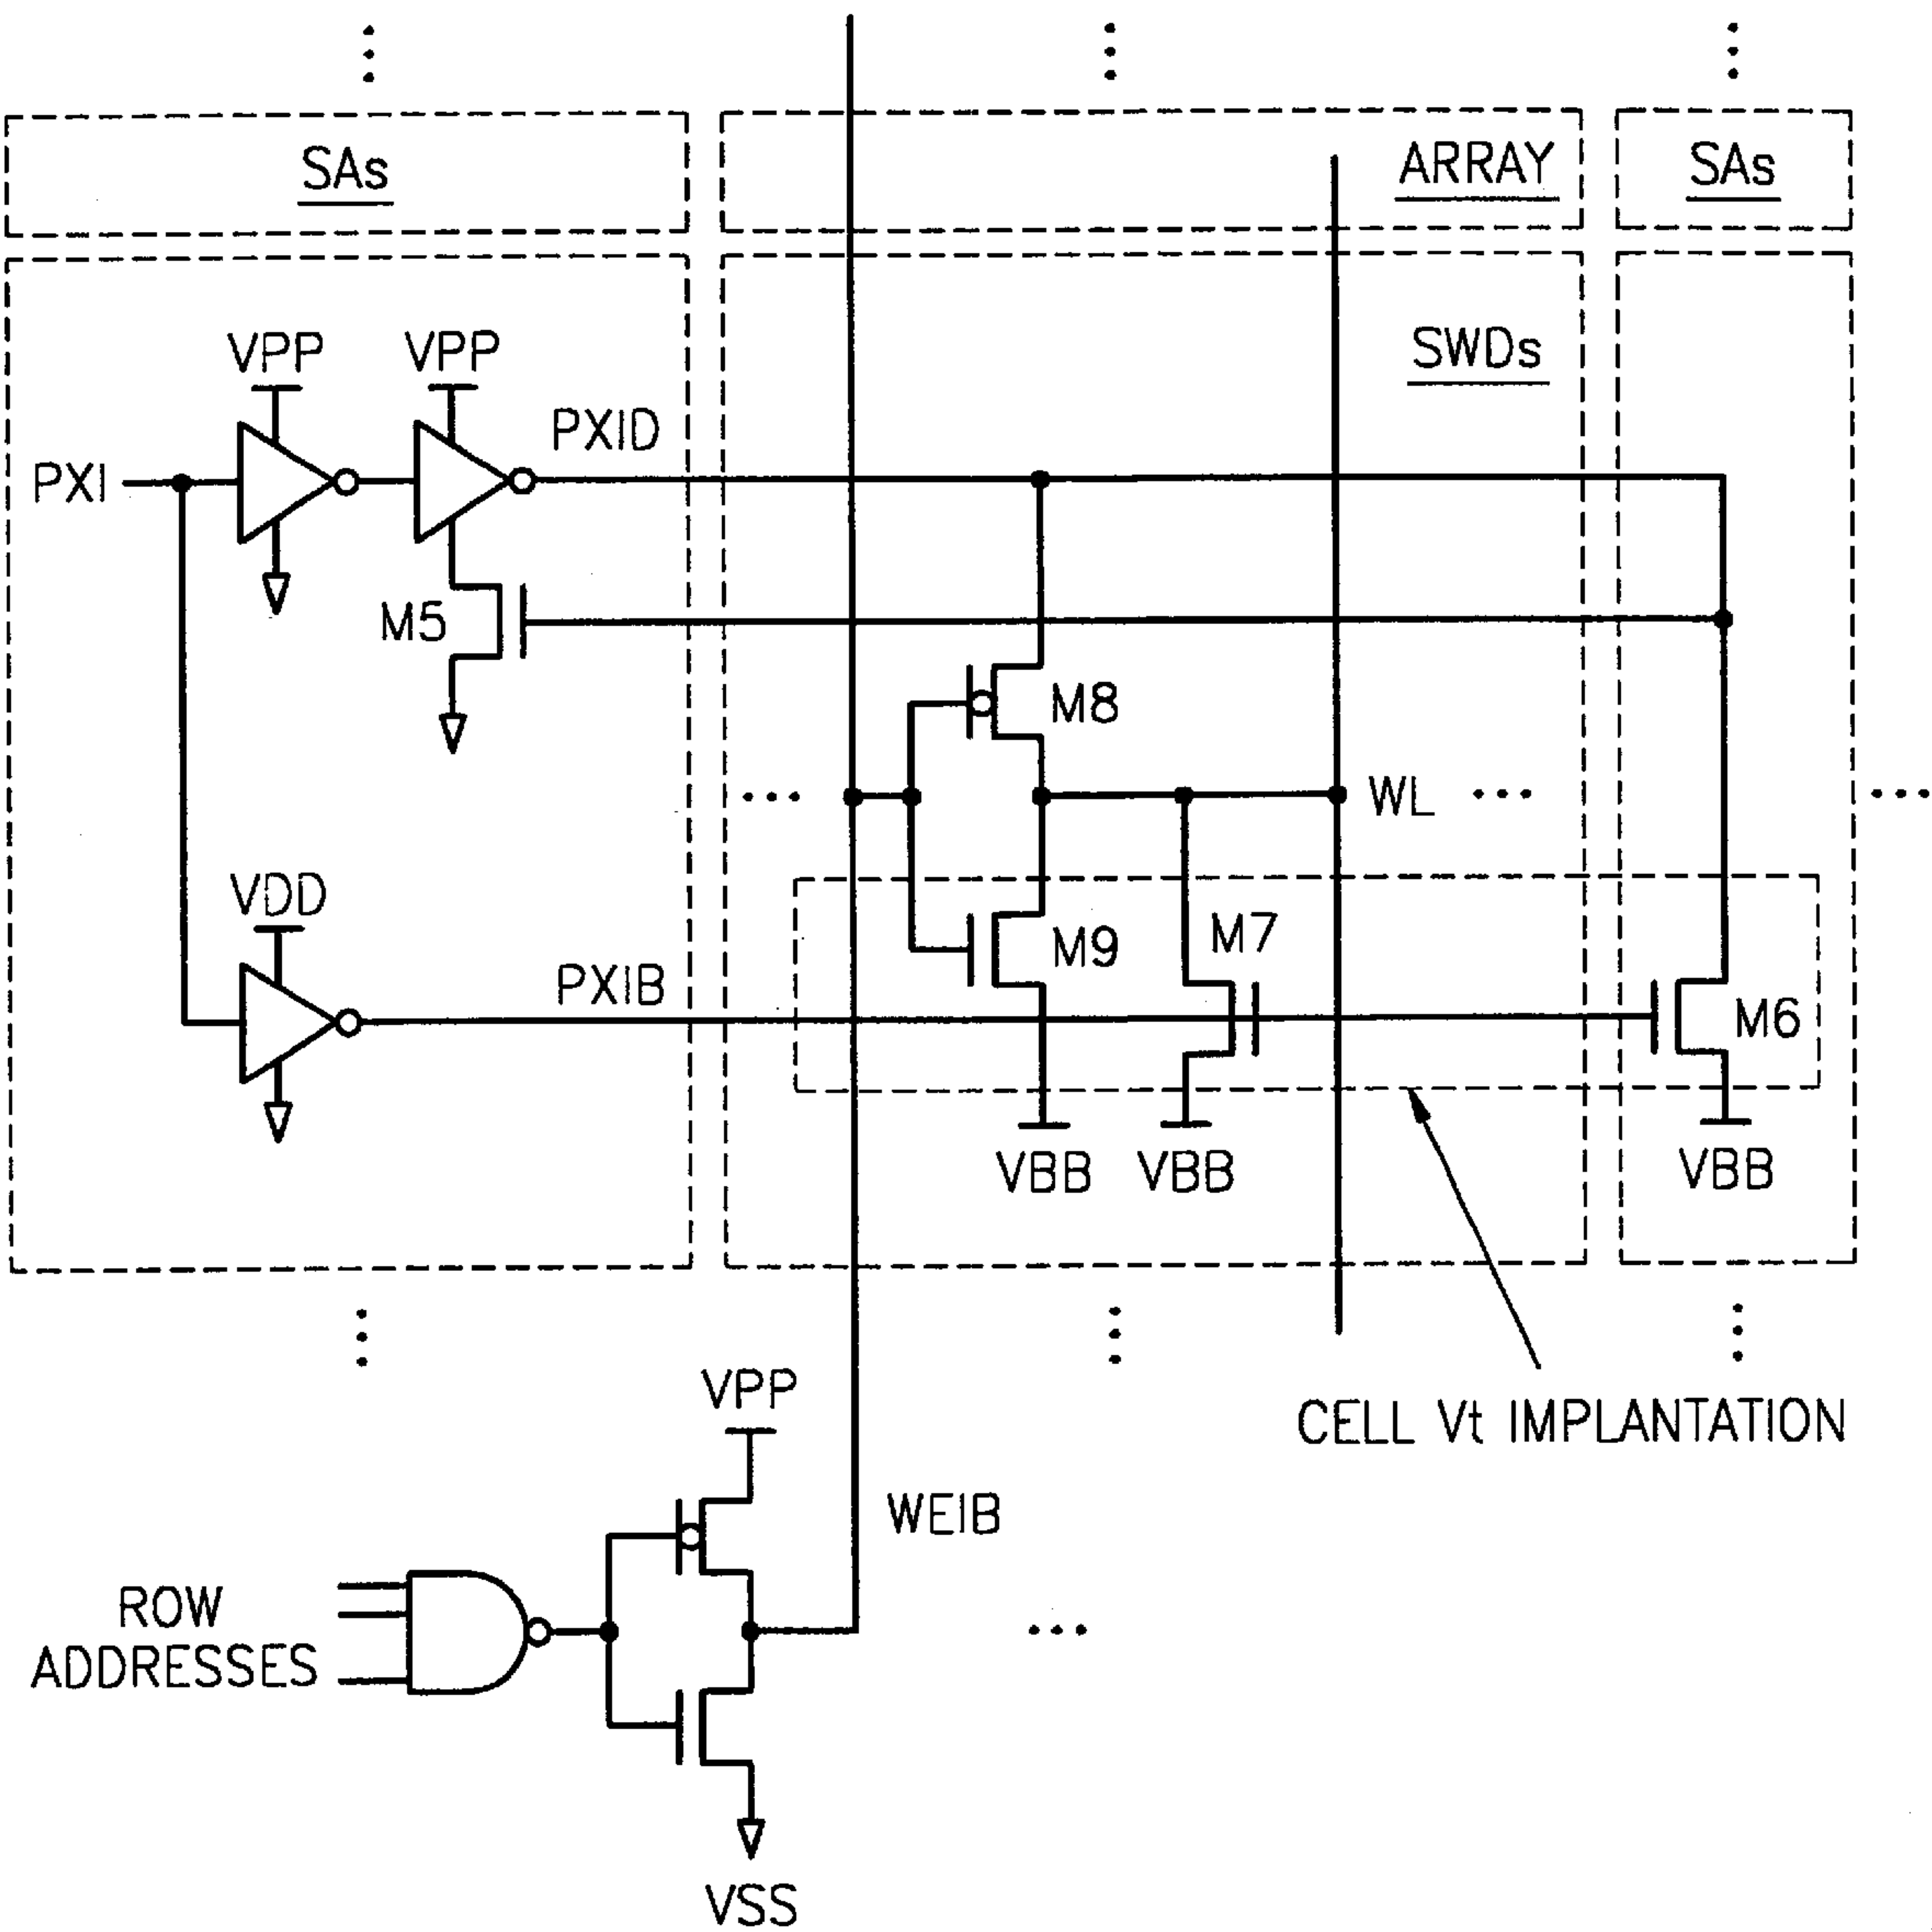 SAs
ARRAY
SAs
SWDs
VPP
VPP
PXID
PXI
M5
M8
WL
VDD
M9
M7
PXIB
M6
VBB
VBB
VBB
CELL Vt IMPLANTATION
VPP
WEIB
ROW
ADDRESSES
VSS